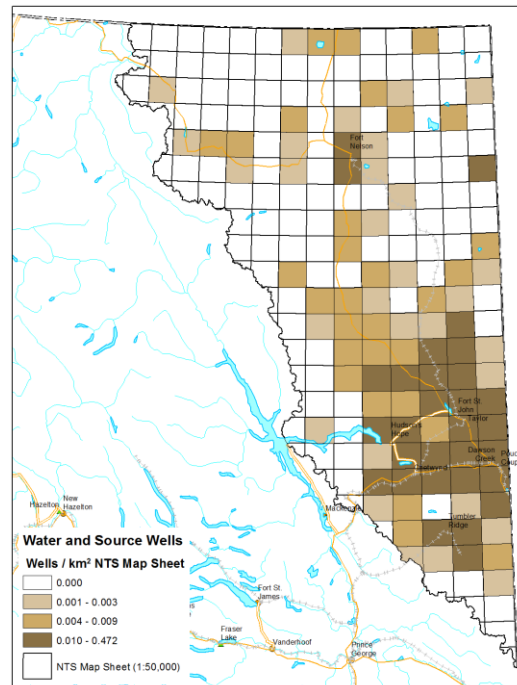 Fort
Nelson
Fort St.
John
Taylor
Hudson's
Hope
Dawson
Creek
Chetwynd
Tumbler
Ridge
Mackenzie
New
Hazelton
Hazelton
Water and Source Wells
Wells / km² NTS Map Sheet
0.000
0.001 - 0.003
0.004 - 0.009
0.010 - 0.472
NTS Map Sheet (1:50,000)
Fort St.
James
Fraser
Lake
Vanderhoof
Prince
George